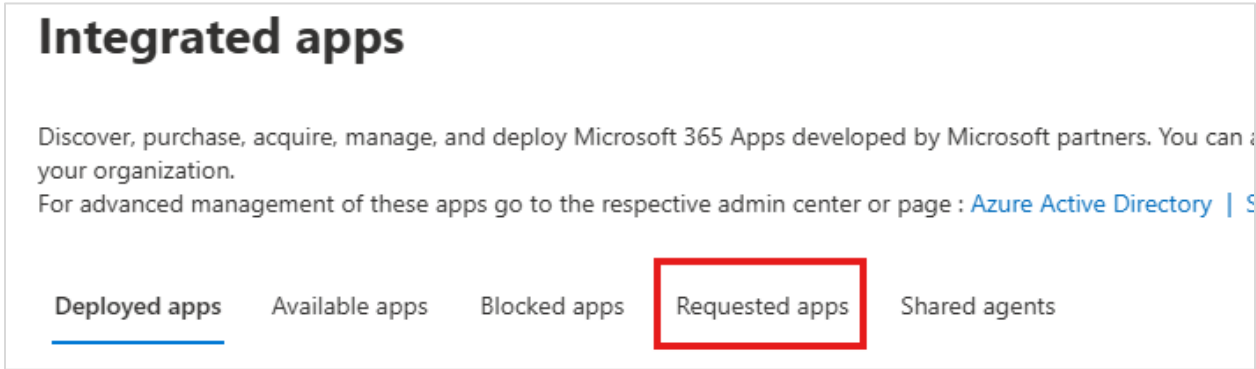 Integrated apps
Discover, purchase, acquire, manage, and deploy Microsoft 365 Apps developed by Microsoft partners. You can
your organization.
For advanced management of these apps go to the respective admin center or page : Azure Active Directory |
Deployed apps Available apps Blocked apps Requested apps Shared agents